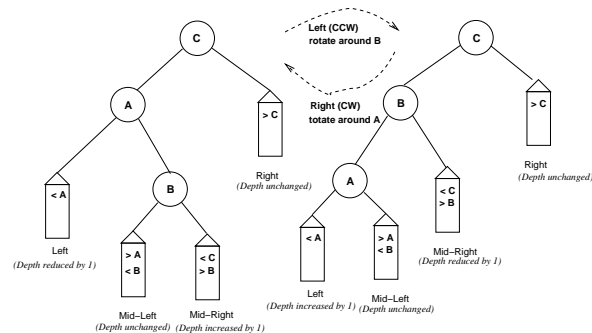 C
Left (CCW)
rotate around B
C
A
> C
Right (CW)
rotate around A
B
> C
< A
B
Right
(Depth unchanged)
A
< C
> B
Right
(Depth unchanged)
Left
(Depth reduced by 1)
> A
< B
< C
> B
< A
> A
< B
Mid-Right
(Depth reduced by 1)
Mid-Left
(Depth unchanged)
Mid-Right
(Depth increased by 1)
Left
(Depth increased by 1)
Mid-Left
(Depth unchanged)